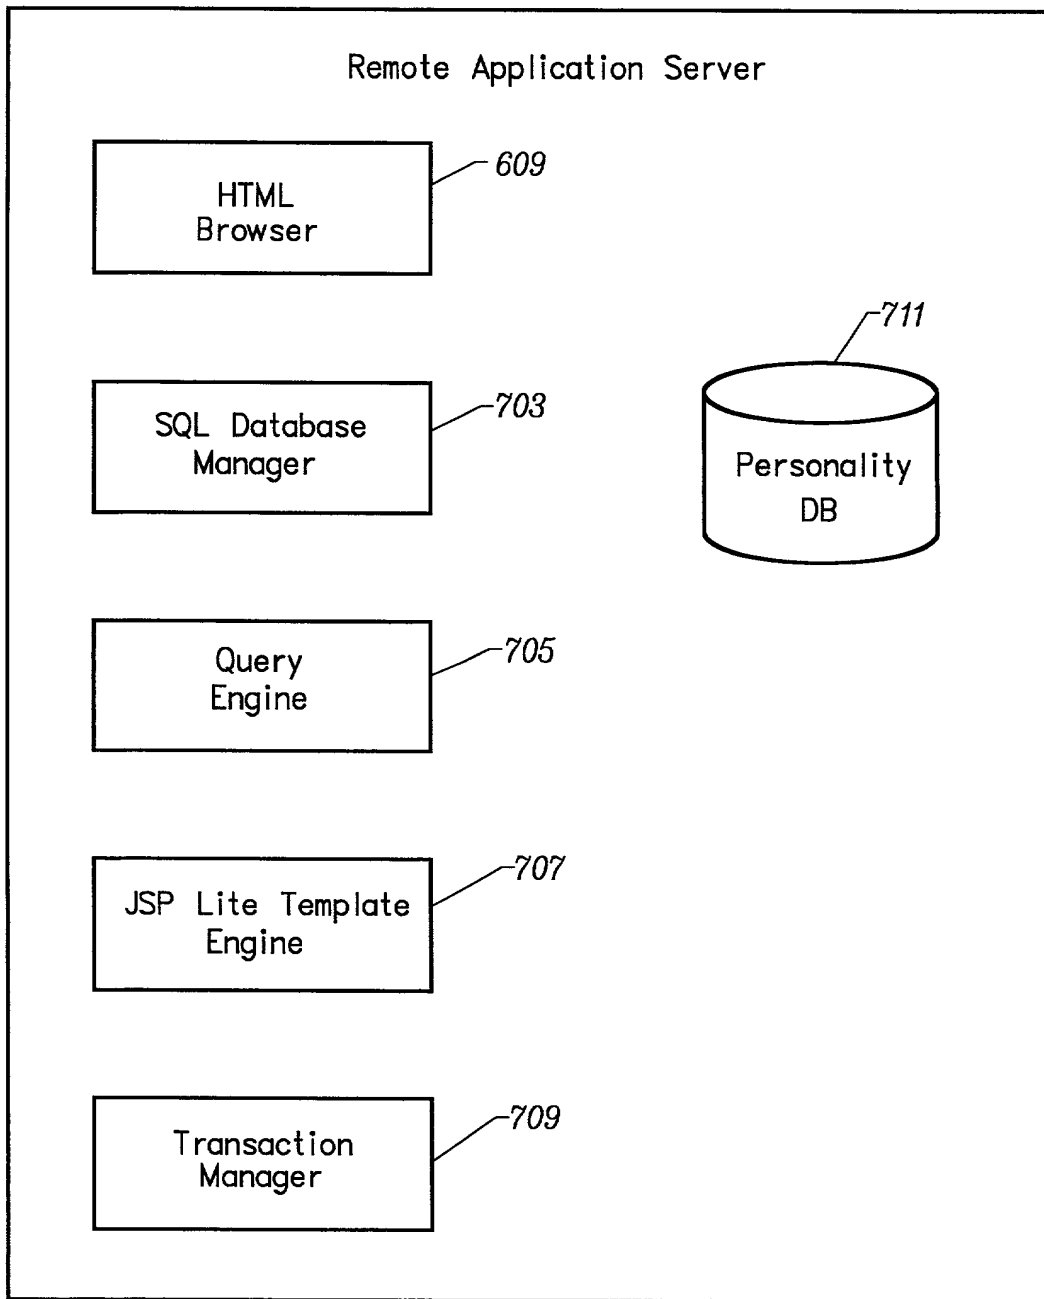 Remote Application Server
609
HTML
Browser
711
703
SQL Database
Manager
Personality
DB
705
Query
Engine
707
JSP Lite Template
Engine
709
Transaction
Manager